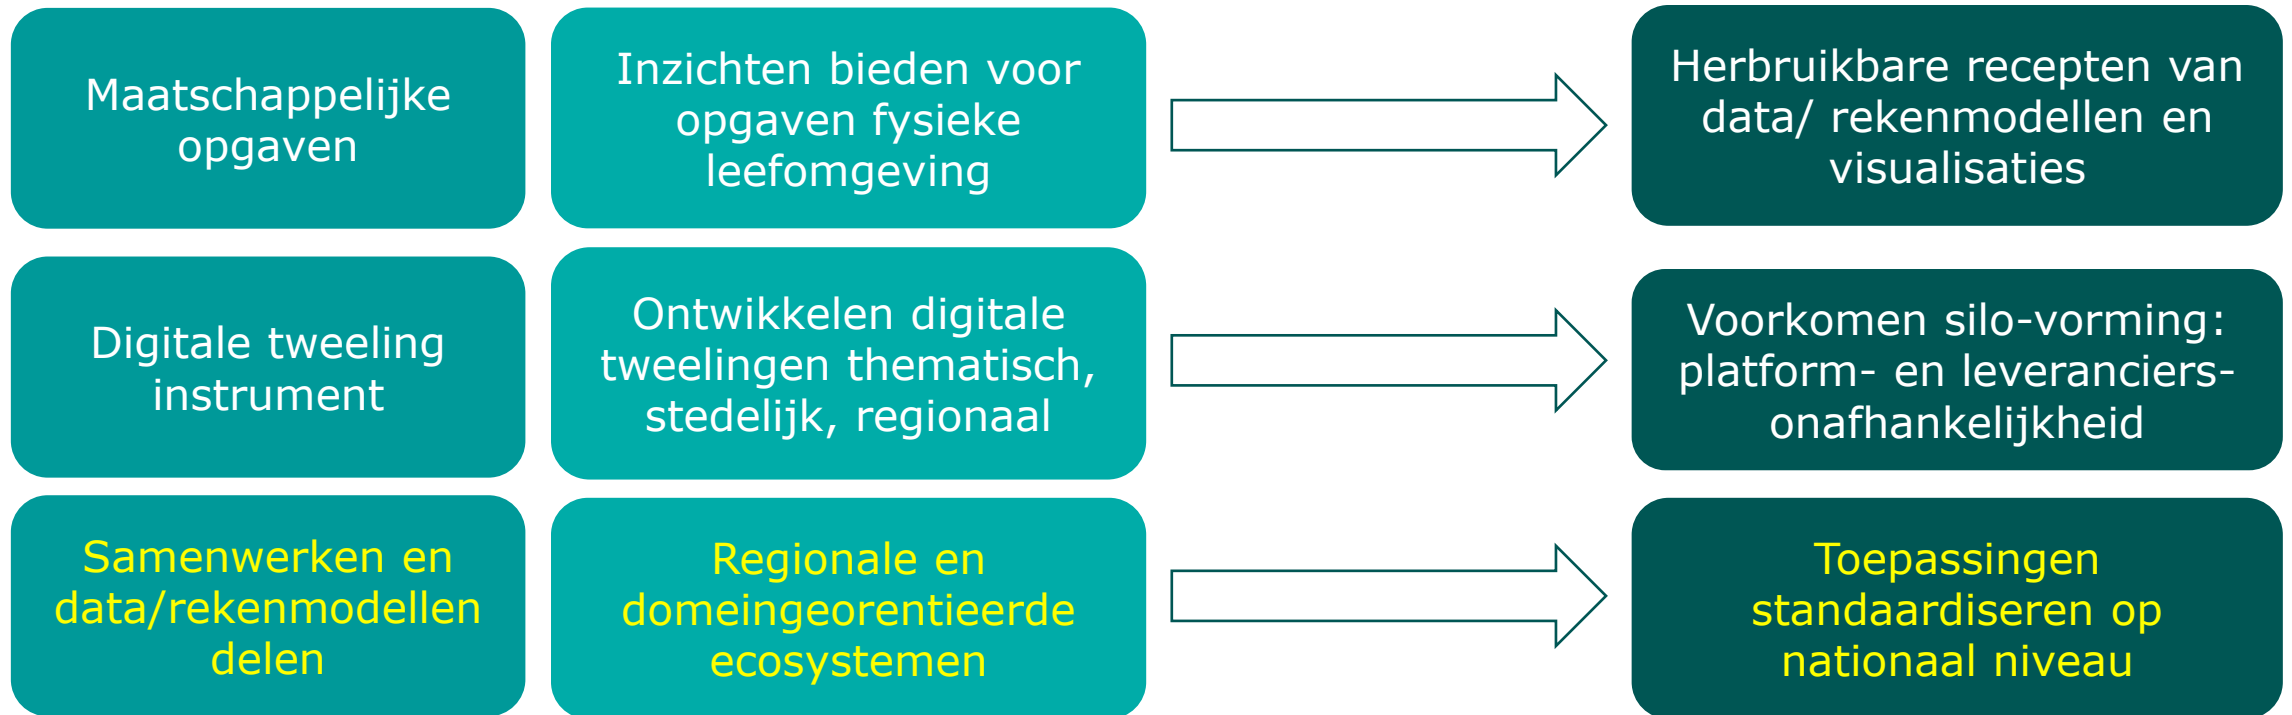 Maatschappelijke
opgaven
Inzichten bieden voor
opgaven fysieke
leefomgeving
Herbruikbare recepten van
data/ rekenmodellen en
visualisaties
Digitale tweeling
instrument
Ontwikkelen digitale
tweelingen thematisch,
stedelijk, regionaal
Voorkomen silo-vorming:
platform- en leveranciers-
onafhankelijkheid
Samenwerken en
data/rekenmodellen
delen
Regionale en
domeingeorentieerde
ecosystemen
Toepassingen
standaardiseren op
nationaal niveau